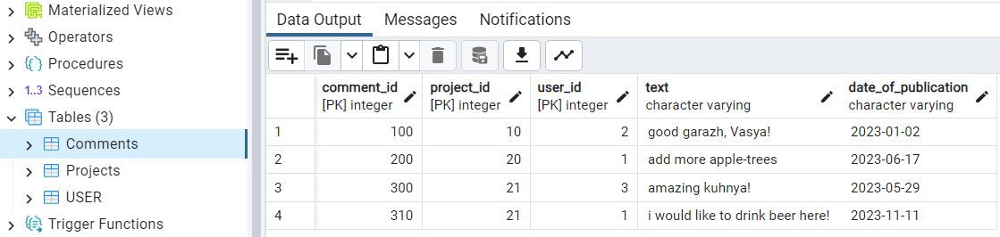 Materialized Views
Operators
Procedures
1..3 Sequences
Tables (3)
Comments
Projects
USER
Trigger Functions
Data Output Messages Notifications
comment_id project_id user_id text date_of_publication
[PK] integer [PK] integer [PK] integer character varying character varying
1 100 10 2 good garazh, Vasya! 2023-01-02
2 200 20 1 add more apple-trees 2023-06-17
3 300 21 3 amazing kuhnya! 2023-05-29
4 310 21 1 i would like to drink beer here! 2023-11-11